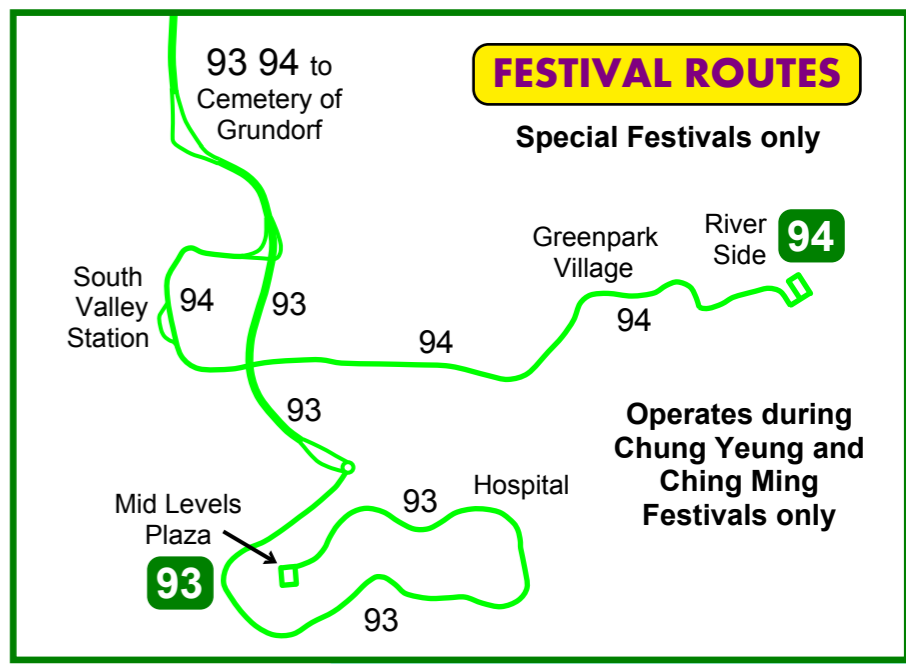 93 94 to
Cemetery of
Grundorf
FESTIVAL ROUTES
Special Festivals only
River
Side
94
Greenpark
Village
South
Valley
Station
94
93
94
94
93
Operates during
Chung Yeung and
Ching Ming
Festivals only
Mid Levels
Plaza
93
93
Hospital
93